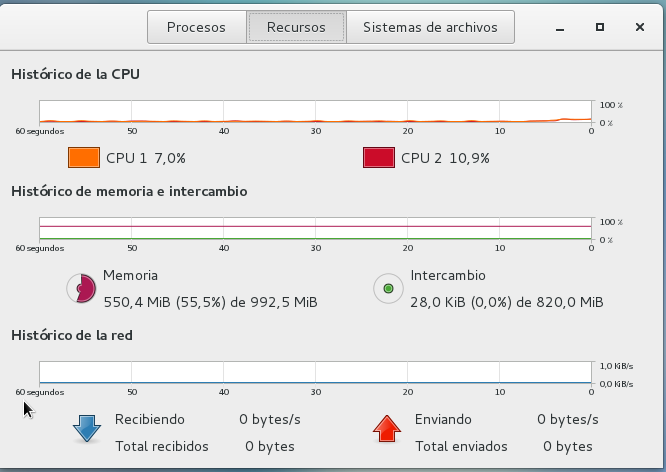 Procesos Recursos Sistemas de archivos
Histórico de la CPU
100 %
0 %
60 segundos 50 40 30 20 10 0
CPU 1 7,0% CPU 2 10,9%
Histórico de memoria e intercambio
100 %
0 %
60 segundos 50 40 30 20 10 0
Memoria Intercambio
550,4 MiB (55,5%) de 992,5 MiB 28,0 KiB (0,0%) de 820,0 MiB
Histórico de la red
1,0 KiB/s
0,0 KiB/s
60 segundos 50 40 30 20 10 0
Recibiendo 0 bytes/s Enviando 0 bytes/s
Total recibidos 0 bytes Total enviados 0 bytes